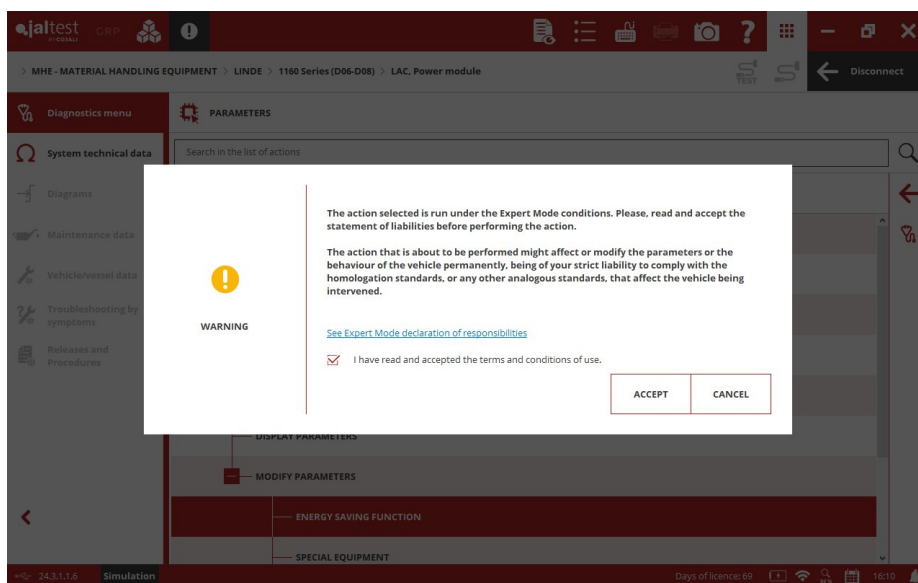 jaltest GRP
BY COJALI
> MHE - MATERIAL HANDLING EQUIPMENT > LINDE > 1160 Series (D06-D08) > LAC, Power module
TEST
Disconnect
Diagnostics menu
PARAMETERS
System technical data
Search in the list of actions
Diagrams
Maintenance data
Vehicle/vessel data
Troubleshooting by
symptoms
Releases and
Procedures
WARNING
The action selected is run under the Expert Mode conditions. Please, read and accept the
statement of liabilities before performing the action.
The action that is about to be performed might affect or modify the parameters or the
behaviour of the vehicle permanently, being of your strict liability to comply with the
homologation standards, or any other analogous standards, that affect the vehicle being
intervened.
See Expert Mode declaration of responsibilities
I have read and accepted the terms and conditions of use.
ACCEPT
CANCEL
DISPLAY PARAMETERS
MODIFY PARAMETERS
ENERGY SAVING FUNCTION
SPECIAL EQUIPMENT
24.3.1.1.6
Simulation
Days of licence: 69
16:10